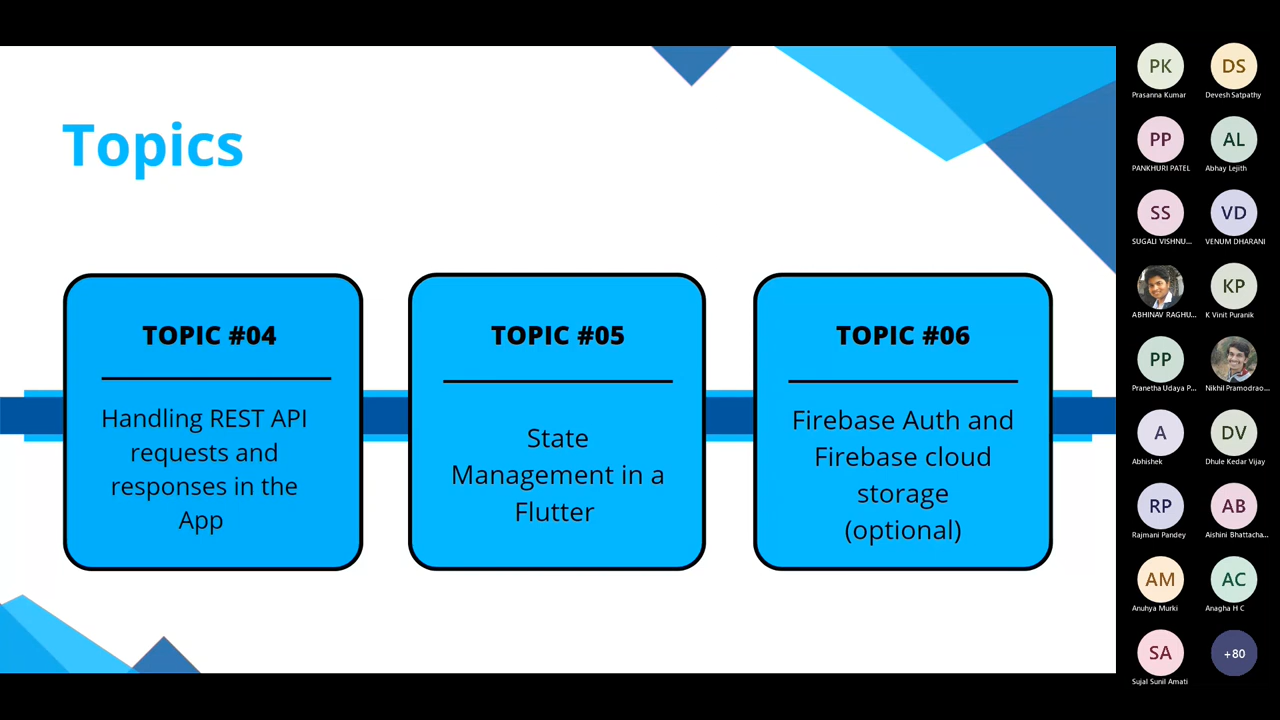 Topics
TOPIC #04
Handling REST API
requests and
responses in the
App
TOPIC #05
State
Management in a
Flutter
TOPIC #06
Firebase Auth and
Firebase cloud
storage
(optional)
PK
Prasanna Kumar
DS
Devesh Satpathy
PP
PANKHURI PATEL
AL
Abhay Lejith
SS
SUGALI VISHNU...
VD
VENUM DHARANI
ABHINAV RAGHU...
KP
K Vinit Puranik
PP
Pranetha Udaya P...
Nikhil Pramodrao...
A
Abhishek
DV
Dhule Kedar Vijay
RP
Rajmani Pandey
AB
Aishini Bhattacha...
AM
Anuhya Murki
AC
Anagha H C
SA
Sujal Sunil Amati
+80